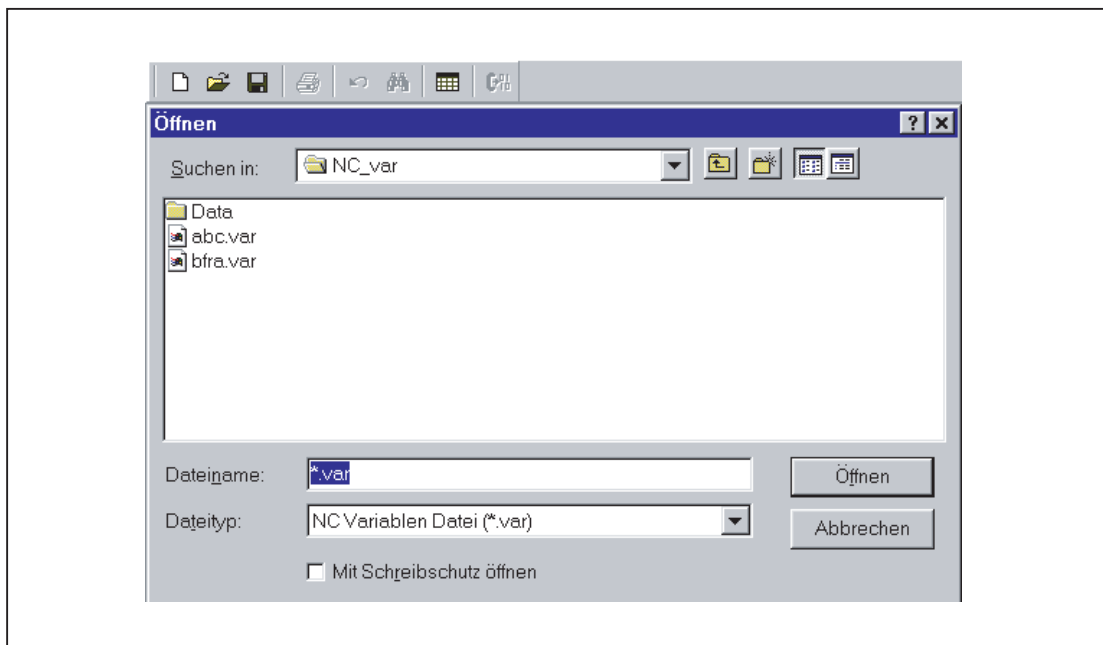 Öffnen
Suchen in:
NC_var
Data
abc.var
bfra.var
Dateiname:
*.var
Öffnen
Dateityp:
NC Variablen Datei (*.var)
Abbrechen
Mit Schreibschutz öffnen